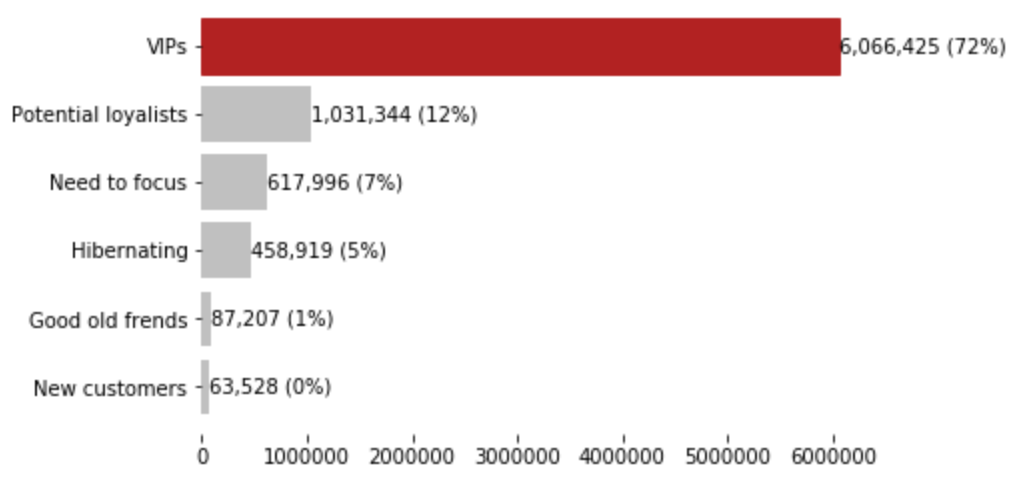 VIPs 6,066,425 (72%)
Potential loyalists 1,031,344 (12%)
Need to focus 617,996 (7%)
Hibernating 458,919 (5%)
Good old frends 87,207 (1%)
New customers 63,528 (0%)
0 1000000 2000000 3000000 4000000 5000000 6000000